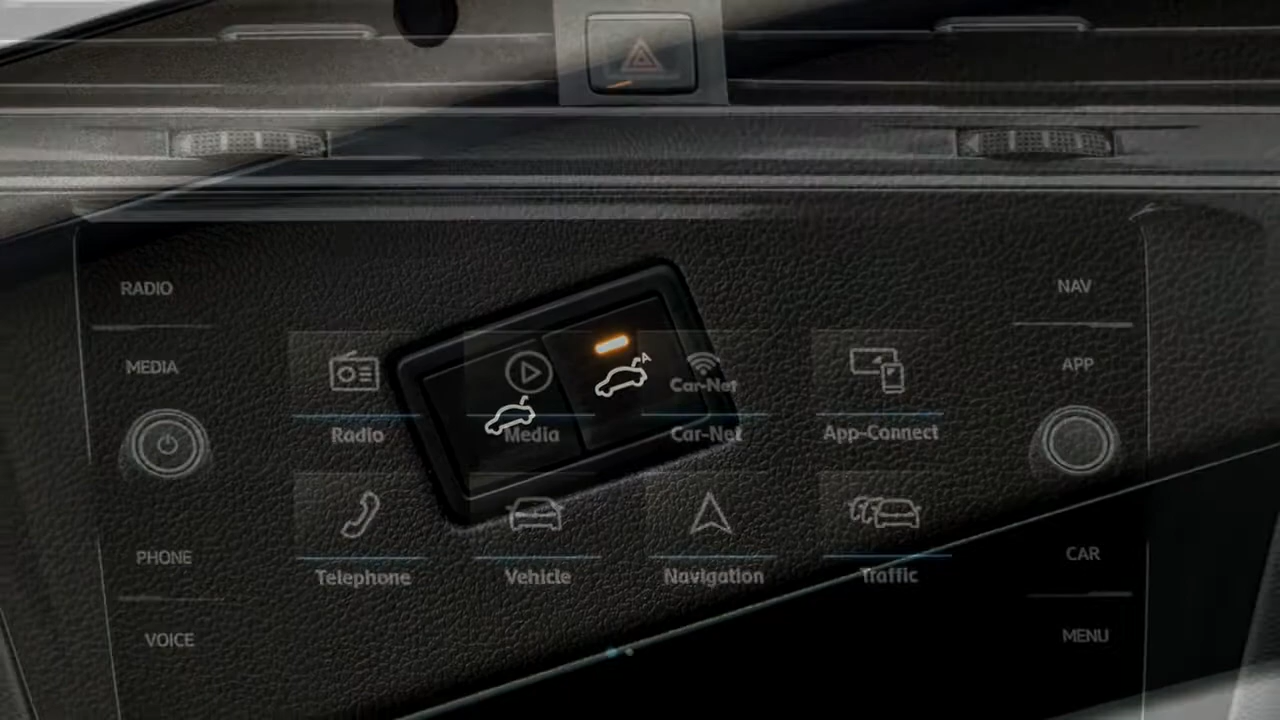 RADIO
NAV
MEDIA
APP
A
Car-Net
Radio
Media
Car-Net
App-Connect
PHONE
CAR
Telephone
Vehicle
Navigation
Traffic
VOICE
MENU